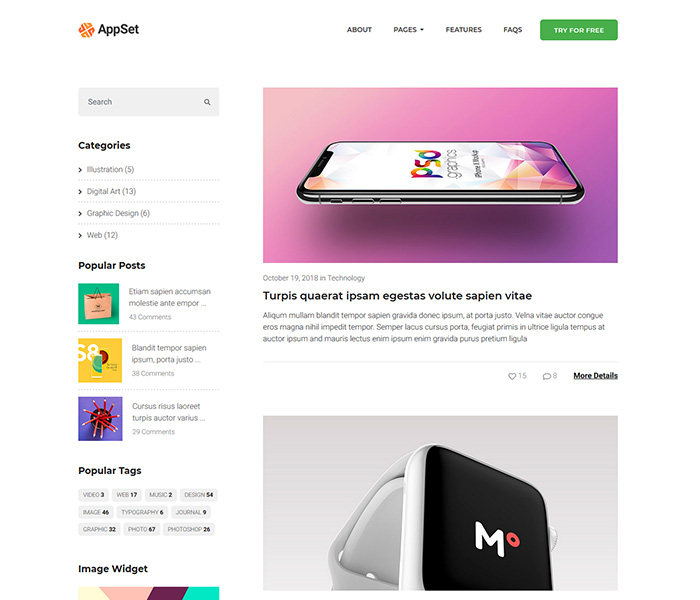 AppSet
ABOUT PAGES FEATURES FAQS TRY FOR FREE
Search
Categories
Illustration (5)
Digital Art (13)
Graphic Design (6)
Web (12)
Popular Posts
Etiam sapien accumsan
molestie ante empor ...
43 Comments
Blandit tempor sapien
ipsum, porta justo ...
38 Comments
Cursus risus laoreet
turpis auctor varius ...
29 Comments
Popular Tags
VIDEO 3 WEB 17 MUSIC 2 DESIGN 54
IMAGE 46 TYPOGRAPHY 6 JOURNAL 9
GRAPHIC 32 PHOTO 67 PHOTOSHOP 26
Image Widget
psd
.graphics
iPhone X Mockup
October 19, 2018 in Technology
Turpis quaerat ipsam egestas volute sapien vitae
Aliqum mullam blandit tempor sapien gravida donec ipsum, at porta justo. Velna vitae auctor congue
eros magna nihil impedit tempor. Semper lacus cursus porta, feugiat primis in ultrice ligula tempus at
auctor ipsum and mauris lectus enim ipsum enim gravida purus pretium ligula
15 8 More Details
M